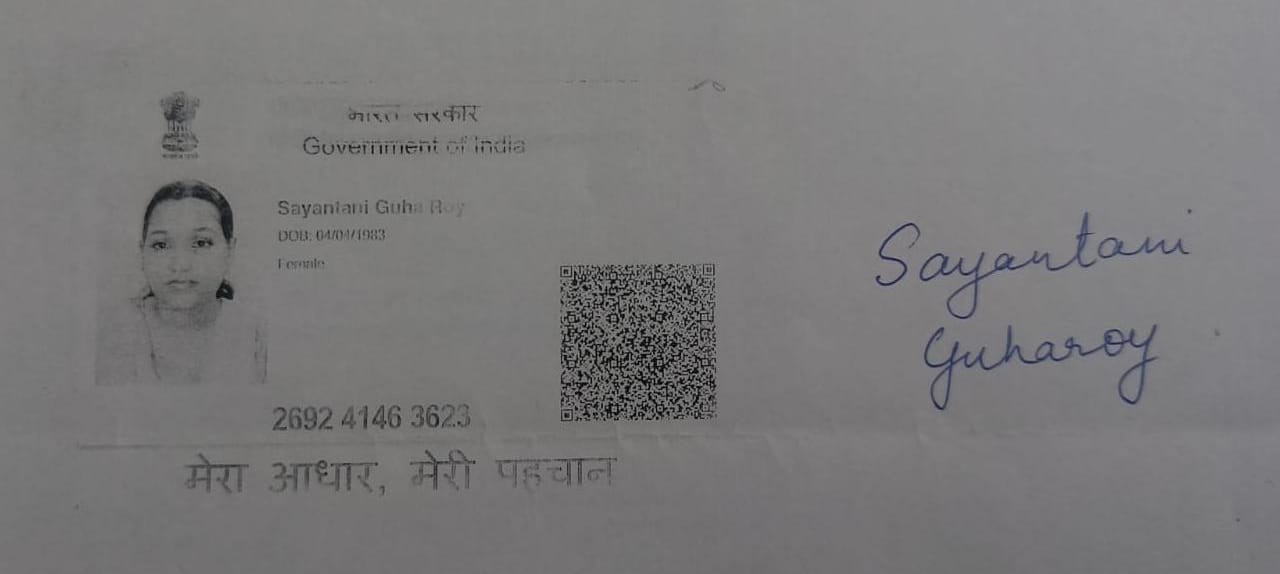 भारत सरकार
Government of India
Sayantani Guha Roy
DOB: 04/04/1983
Female
2692 4146 3623
मेरा आधार, मेरी पहचान
Sayantani
Guharoy